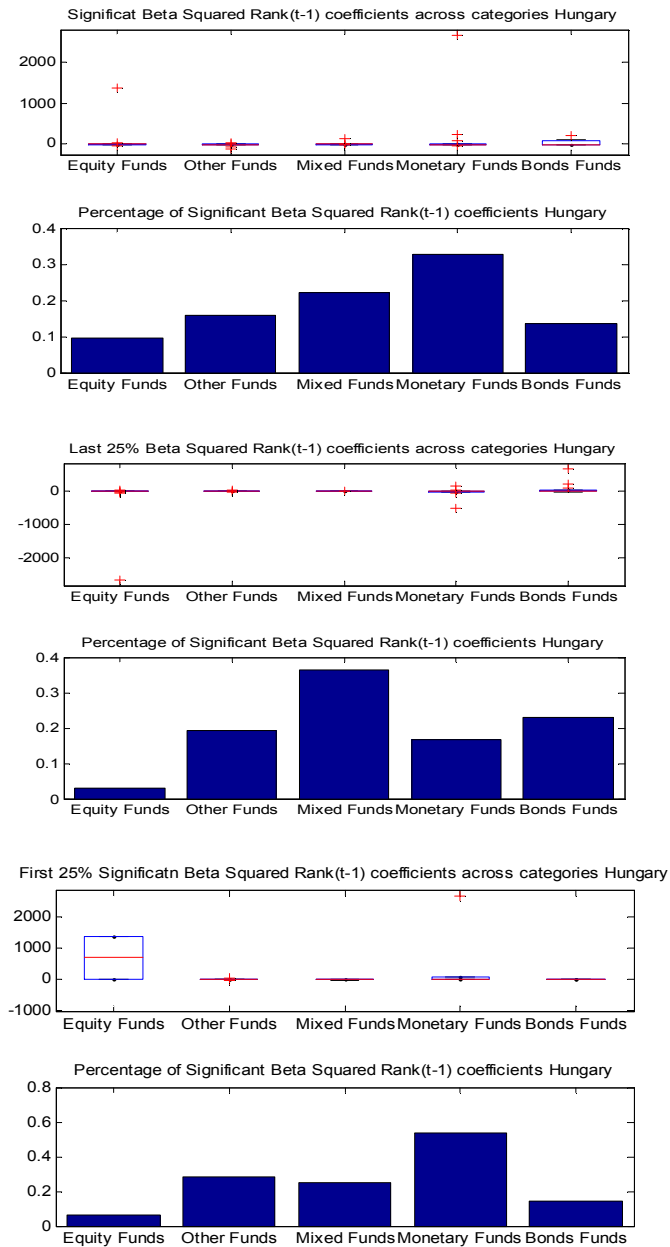 Significat Beta Squared Rank(t-1) coefficients across categories Hungary
2000
1000
0
Equity Funds Other Funds Mixed Funds Monetary Funds Bonds Funds
Percentage of Significant Beta Squared Rank(t-1) coefficients Hungary
0.4
0.3
0.2
0.1
0
Equity Funds Other Funds Mixed Funds Monetary Funds Bonds Funds
Last 25% Beta Squared Rank(t-1) coefficients across categories Hungary
0
-1000
-2000
Equity Funds Other Funds Mixed Funds Monetary Funds Bonds Funds
Percentage of Significant Beta Squared Rank(t-1) coefficients Hungary
0.4
0.3
0.2
0.1
0
Equity Funds Other Funds Mixed Funds Monetary Funds Bonds Funds
First 25% Significatn Beta Squared Rank(t-1) coefficients across categories Hungary
2000
1000
0
-1000
Equity Funds Other Funds Mixed Funds Monetary Funds Bonds Funds
Percentage of Significant Beta Squared Rank(t-1) coefficients Hungary
0.8
0.6
0.4
0.2
0
Equity Funds Other Funds Mixed Funds Monetary Funds Bonds Funds